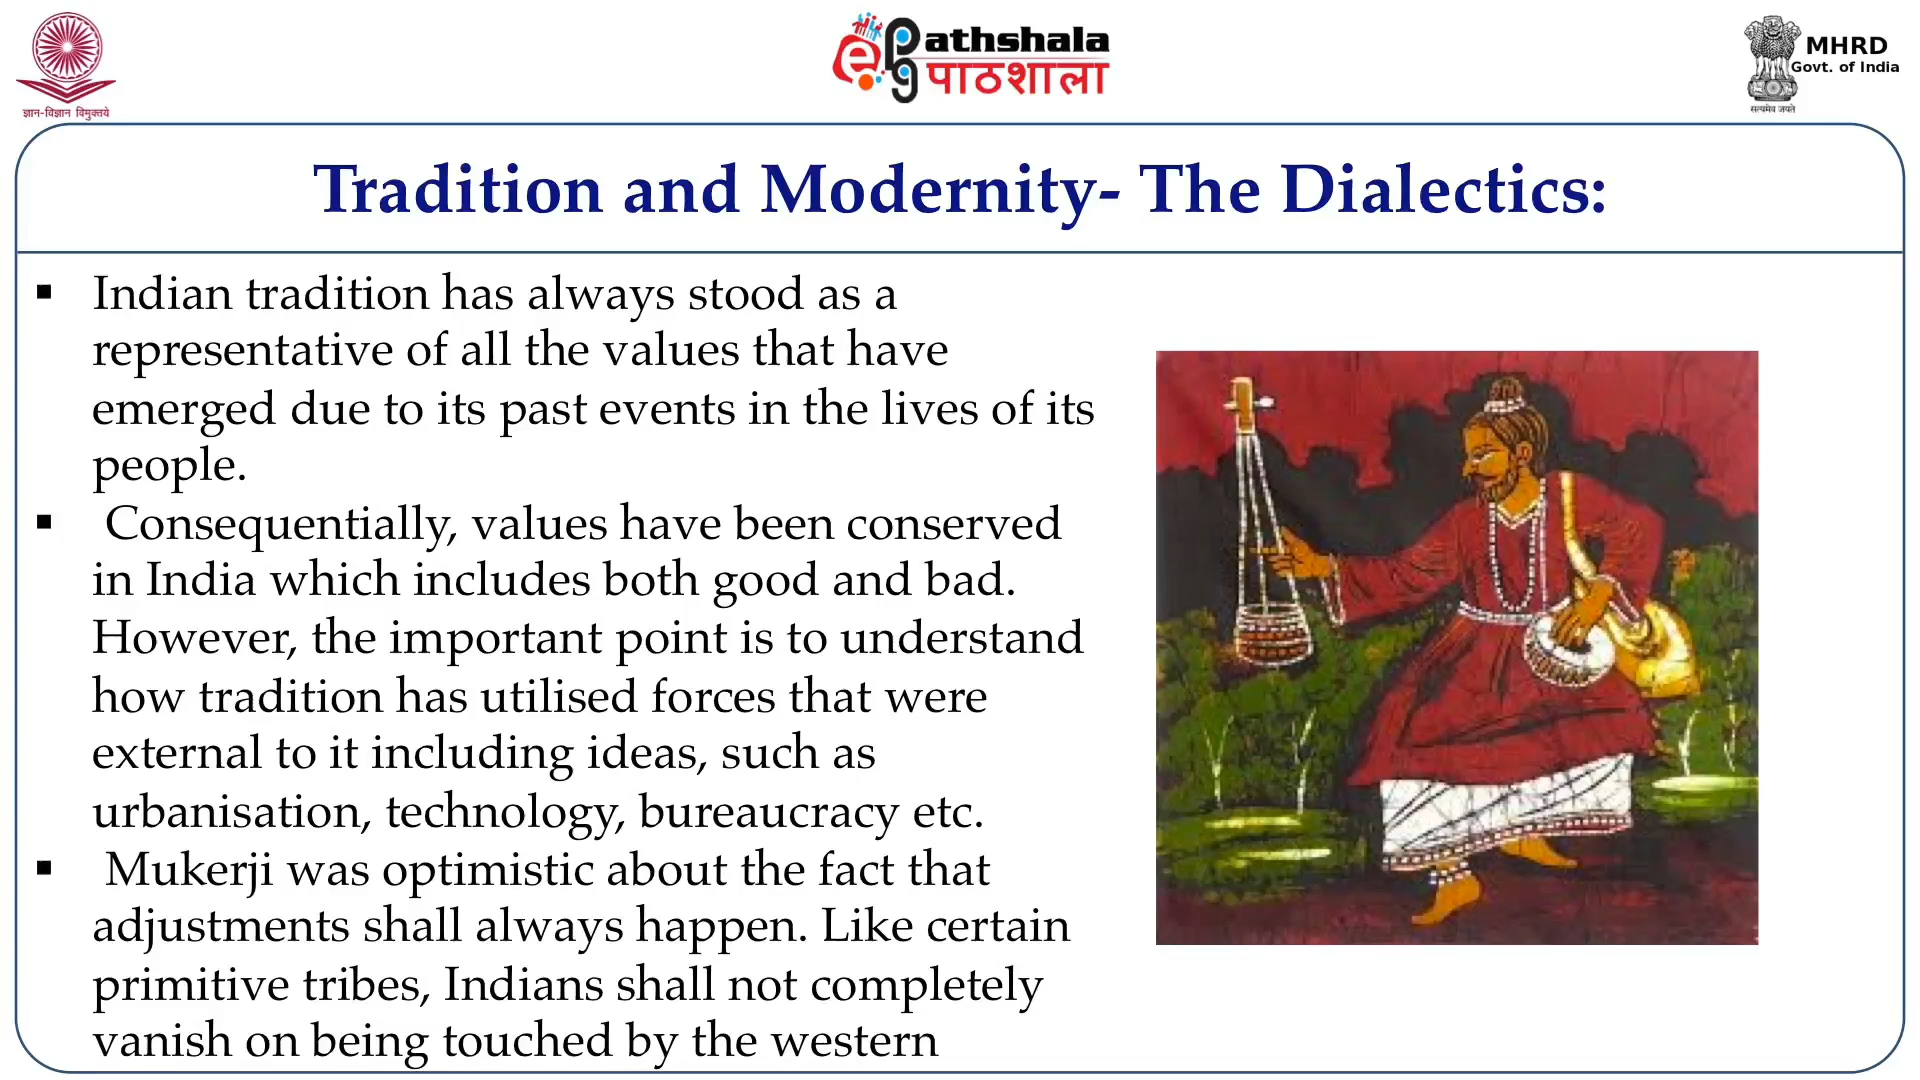 ज्ञान-विज्ञान विमुक्तये
ePathshala
पाठशाला
MHRD
Govt. of India
सत्यमेव जयते
Tradition and Modernity- The Dialectics:
▪ Indian tradition has always stood as a
representative of all the values that have
emerged due to its past events in the lives of its
people.
▪ Consequentially, values have been conserved
in India which includes both good and bad.
However, the important point is to understand
how tradition has utilised forces that were
external to it including ideas, such as
urbanisation, technology, bureaucracy etc.
▪ Mukerji was optimistic about the fact that
adjustments shall always happen. Like certain
primitive tribes, Indians shall not completely
vanish on being touched by the western